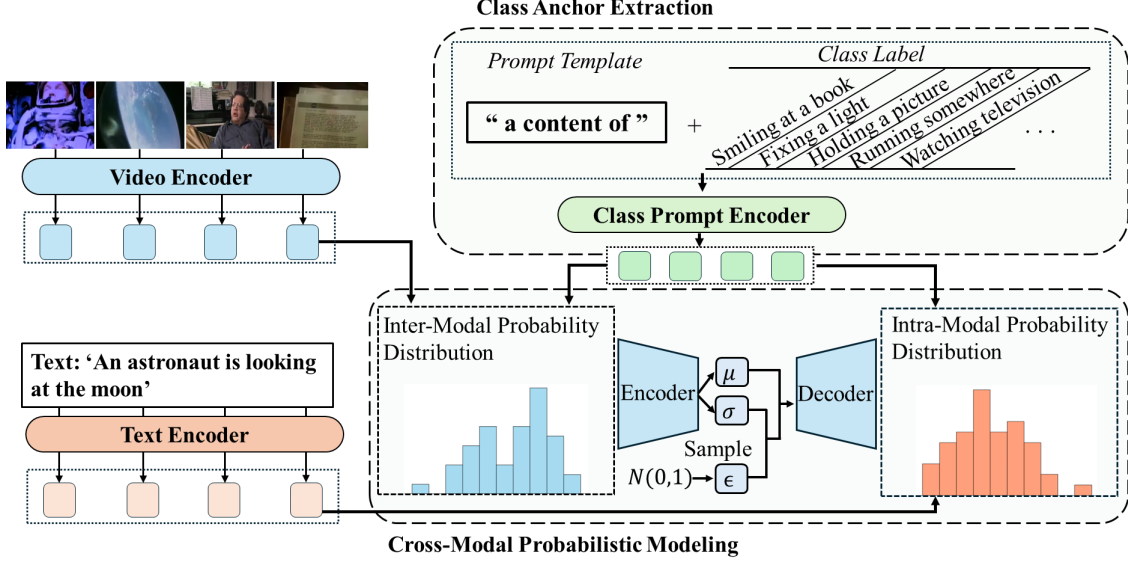 Class Anchor Extraction
Prompt Template
Class Label
“ a content of ”
+
Smiling at a book
Fixing a light
Holding a picture
Running somewhere
Watching television
...
Video Encoder
Class Prompt Encoder
Inter-Modal Probability
Distribution
Intra-Modal Probability
Distribution
Text: ‘An astronaut is looking
at the moon’
Encoder
μ
σ
Decoder
Sample
N(0,1)
ϵ
Text Encoder
Cross-Modal Probabilistic Modeling